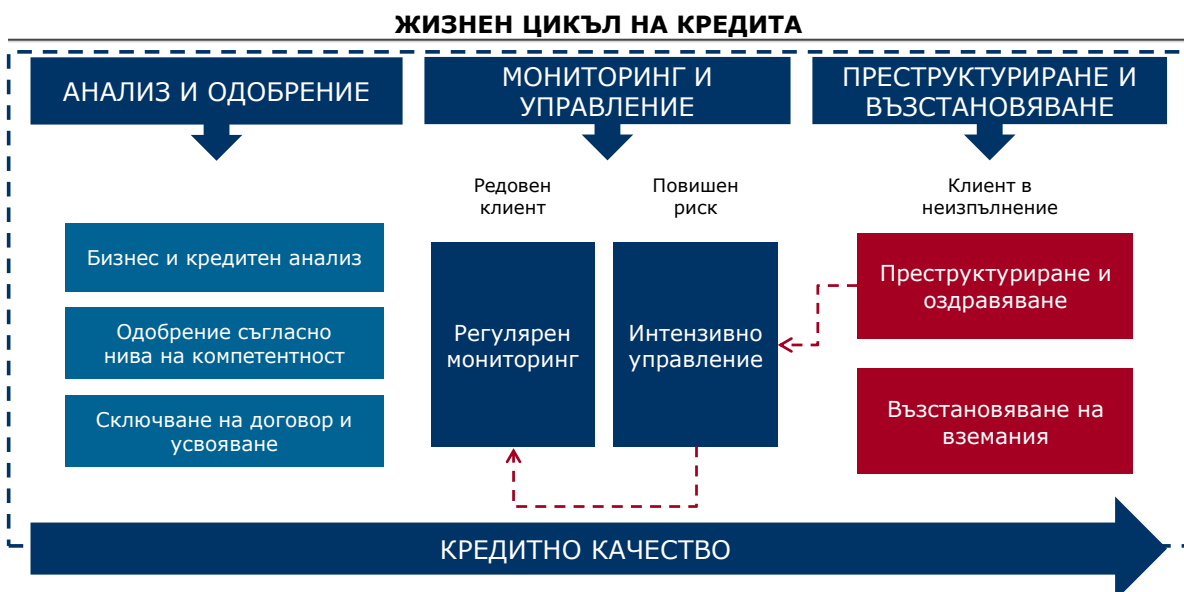 ЖИЗНЕН ЦИКЪЛ НА КРЕДИТА
АНАЛИЗ И ОДОБРЕНИЕ
МОНИТОРИНГ И
УПРАВЛЕНИЕ
ПРЕСТРУКТУРИРАНЕ И
ВЪЗСТАНОВЯВАНЕ
Бизнес и кредитен анализ
Одобрение съгласно
нива на компетентност
Сключване на договор и
усвояване
Редовен
клиент
Регулярен
мониторинг
Повишен
риск
Интензивно
управление
Клиент в
неизпълнение
Преструктуриране и
оздравяване
Възстановяване на
вземания
КРЕДИТНО КАЧЕСТВО